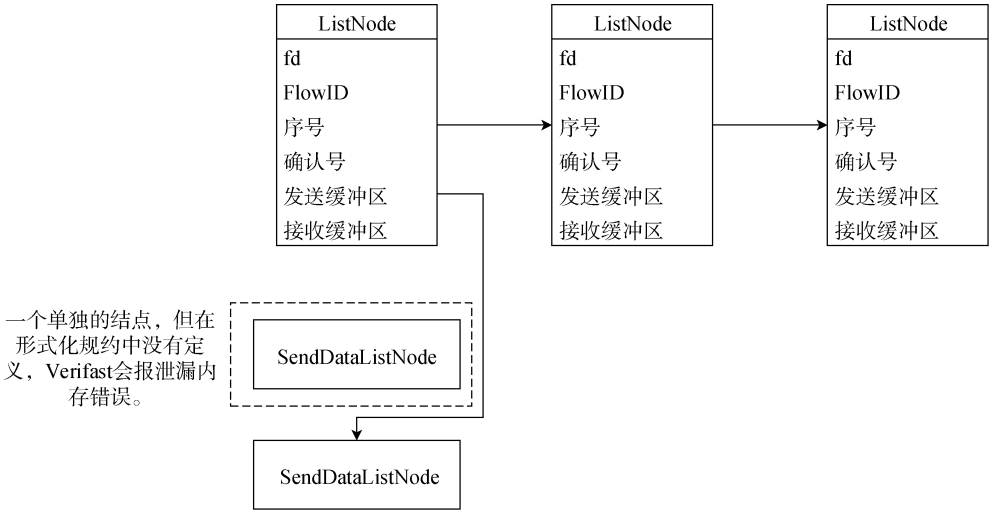 ListNode
fd
FlowID
序号
确认号
发送缓冲区
接收缓冲区
ListNode
fd
FlowID
序号
确认号
发送缓冲区
接收缓冲区
ListNode
fd
FlowID
序号
确认号
发送缓冲区
接收缓冲区
一个单独的结点，但在
形式化规约中没有定
义，Verifast会报泄漏内
存错误。
SendDataListNode
SendDataListNode